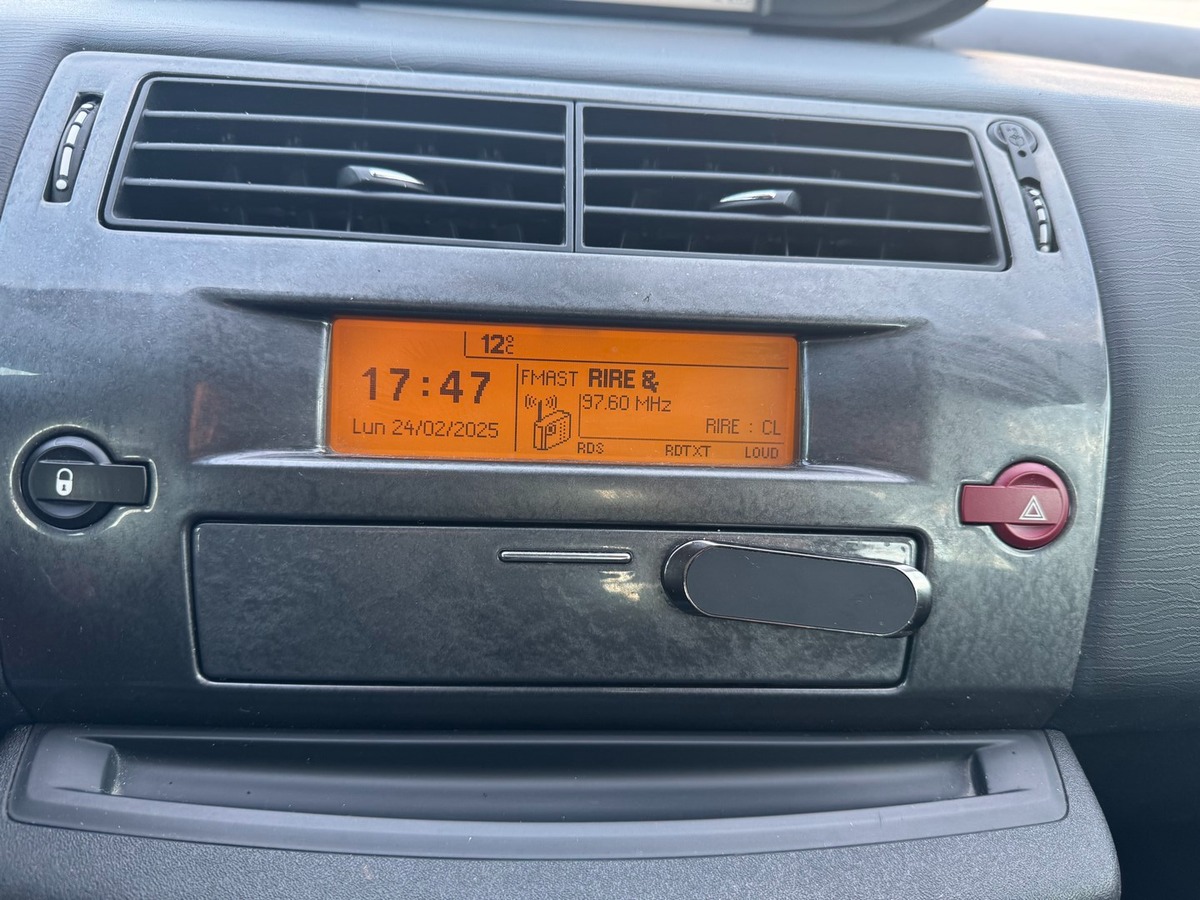 12°C
17:47
Lun 24/02/2025
FMAST RIRE &
97.60 MHz
RIRE : CL
RDS RDTXT LOUD